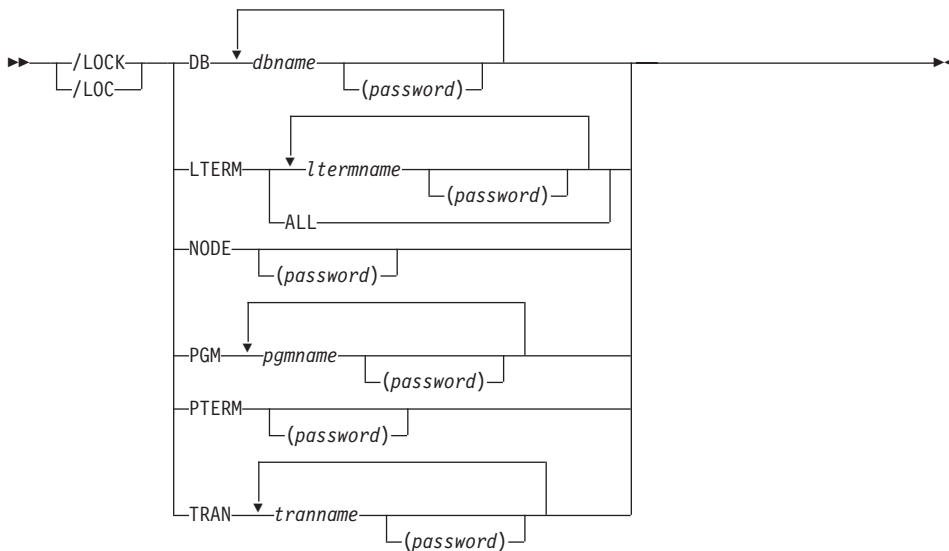 /LOCK DB dbname
/LOC (password)
LTERM ltermname
(password)
ALL
NODE
(password)
PGM pgmname
(password)
PTERM
(password)
TRAN tranname
(password)